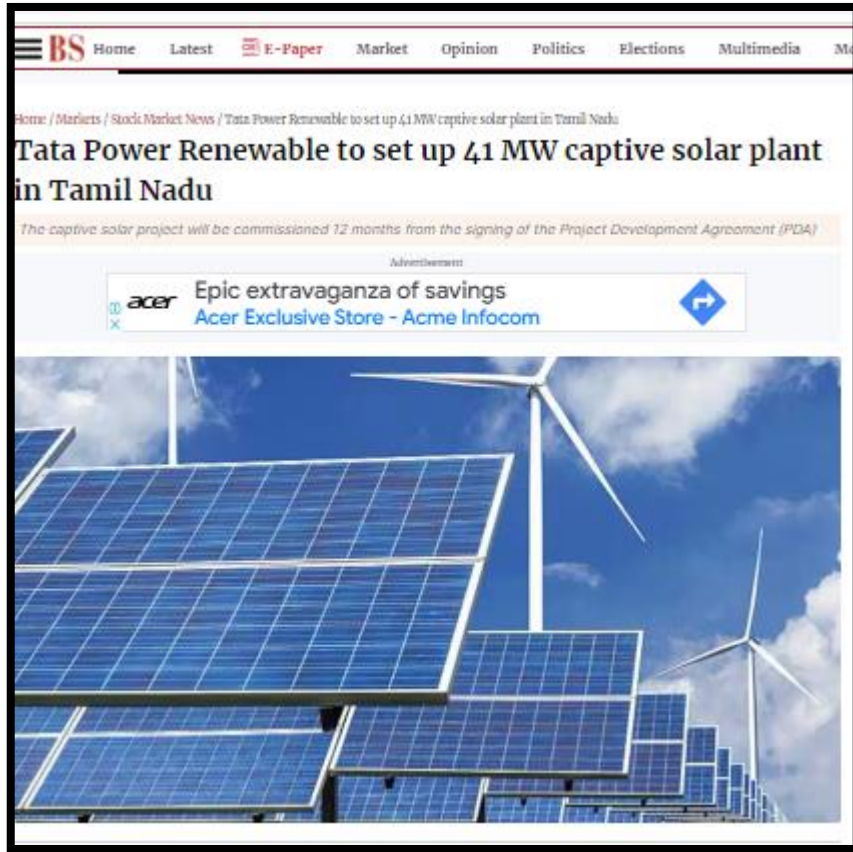 BS Home Latest E-Paper Market Opinion Politics Elections Multimedia
Home / Markets / Stock Market News / Tata Power Renewable to set up 41 MW captive solar plant in Tamil Nadu
Tata Power Renewable to set up 41 MW captive solar plant
in Tamil Nadu
The captive solar project will be commissioned 12 months from the signing of the Project Development Agreement (PDA)
Advertisement
acer Epic extravaganza of savings
Acer Exclusive Store - Acme Infocom